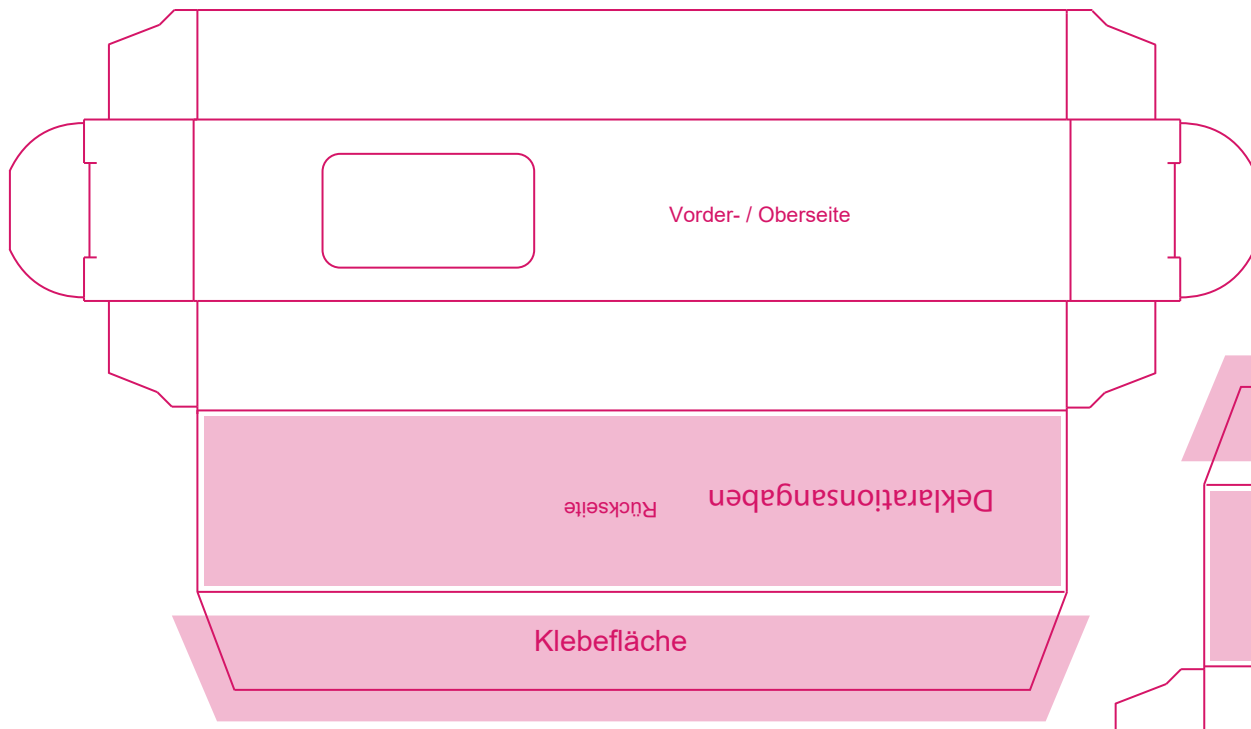 Vorder- / Oberseite
Deklarationsangaben
Rückseite
Klebefläche